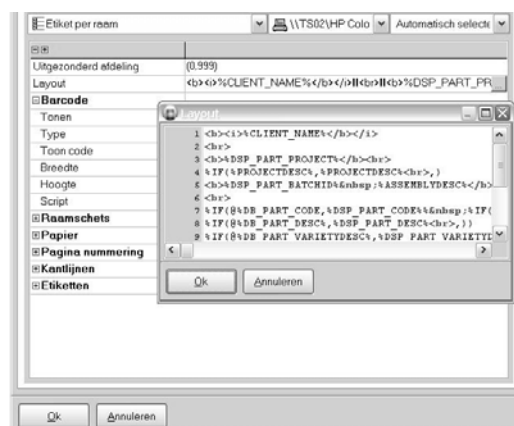 Etiket per raam
\\TS02\HP Colo
Automatisch selecte
Uitgezonderd afdeling (0.999)
Layout <b><i>%CLIENT_NAME%</b></i>||<br>||<b>%DSP_PART_PR ...
Barcode
Tonen
Type
Toon code
Breedte
Hoogte
Script
Raamschets
Papier
Pagina nummering
Kantlijnen
Etiketten
Layout
1 <b><i>%CLIENT_NAME%</b></i>
2 <br>
3 <b>%DSP_PART_PROJECT%</b><br>
4 %IF(%PROJECTDESC%,%PROJECTDESC%<br>,)
5 <b>%DSP_PART_BATCHID%&nbsp;%ASSEMBLYDESC%</b>
6 <br>
7 %IF(@%DB_PART_CODE,%DSP_PART_CODE%%&nbsp;%IF(
8 %IF(@%DB_PART_DESC%,%DSP_PART_DESC%<br>,))
9 %IF(@%DB_PART_VARIETYDESC%,%DSP_PART_VARIETYD
Ok
Annuleren
Ok
Annuleren